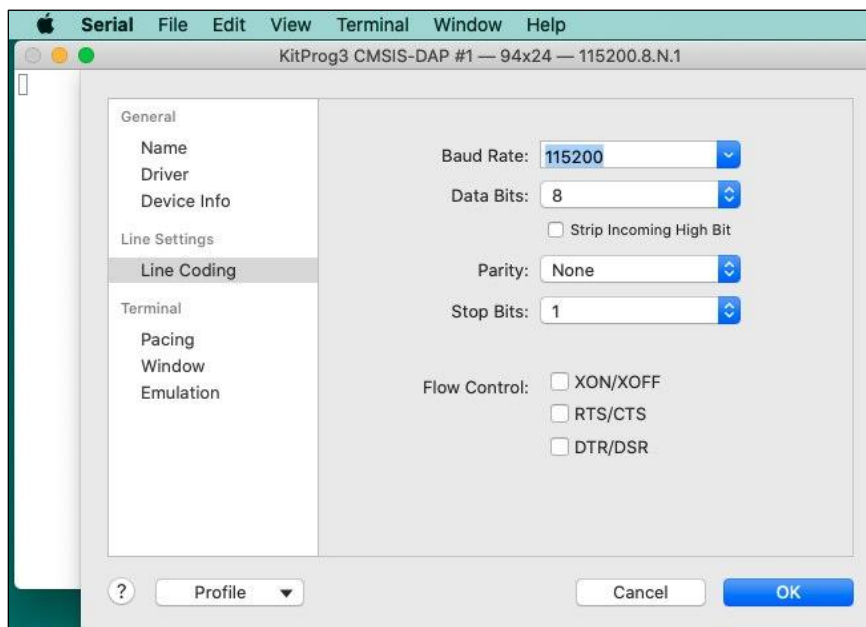 Serial File Edit View Terminal Window Help
KitProg3 CMSIS-DAP #1 — 94x24 — 115200.8.N.1
General
Name
Driver
Device Info
Line Settings
Line Coding
Terminal
Pacing
Window
Emulation
Baud Rate: 115200
Data Bits: 8
Strip Incoming High Bit
Parity: None
Stop Bits: 1
Flow Control: XON/XOFF
RTS/CTS
DTR/DSR
? Profile Cancel OK